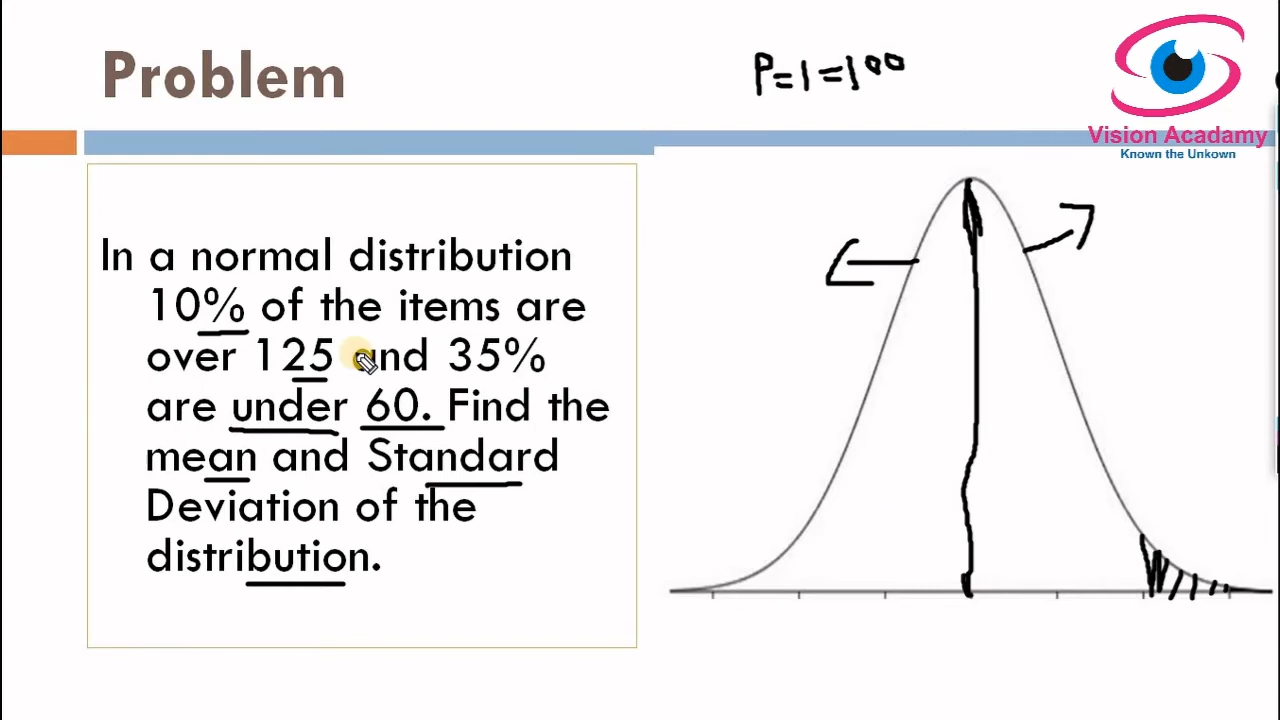 Problem
P=1=100
Vision Acadamy
Known the Unkown
In a normal distribution
10% of the items are
over 125 and 35%
are under 60. Find the
mean and Standard
Deviation of the
distribution.